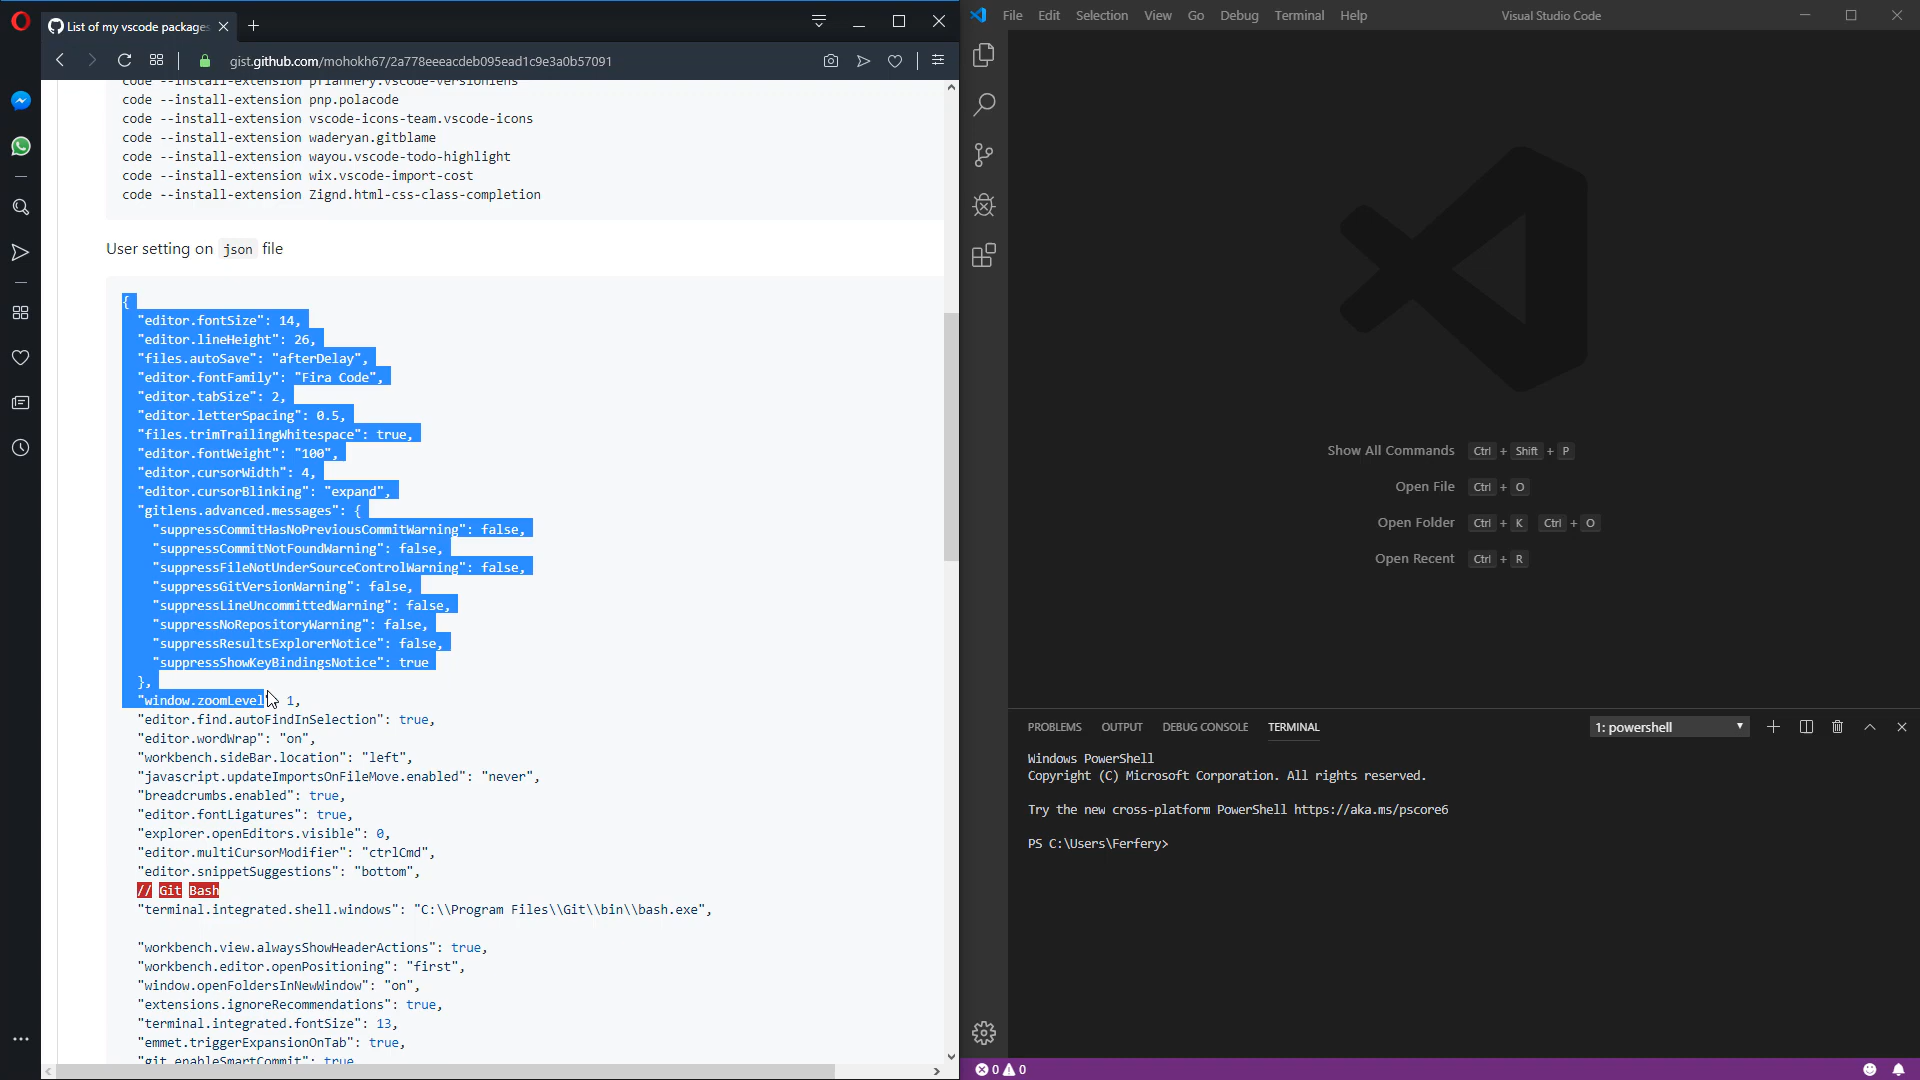 List of my vscode packages
gist.github.com/mohokh67/2a778eeeacdeb095ead1c9e3a0b57091
code --install-extension pflannery.vscode-versionlens
code --install-extension pnp.polacode
code --install-extension vscode-icons-team.vscode-icons
code --install-extension waderyan.gitblame
code --install-extension wayou.vscode-todo-highlight
code --install-extension wix.vscode-import-cost
code --install-extension Zignd.html-css-class-completion
User setting on json file
{
"editor.fontSize": 14,
"editor.lineHeight": 26,
"files.autoSave": "afterDelay",
"editor.fontFamily": "Fira Code",
"editor.tabSize": 2,
"editor.letterSpacing": 0.5,
"files.trimTrailingWhitespace": true,
"editor.fontWeight": "100",
"editor.cursorWidth": 4,
"editor.cursorBlinking": "expand",
"gitlens.advanced.messages": {
"suppressCommitHasNoPreviousCommitWarning": false,
"suppressCommitNotFoundWarning": false,
"suppressFileNotUnderSourceControlWarning": false,
"suppressGitVersionWarning": false,
"suppressLineUncommittedWarning": false,
"suppressNoRepositoryWarning": false,
"suppressResultsExplorerNotice": false,
"suppressShowKeyBindingsNotice": true
},
"window.zoomLevel": 1,
"editor.find.autoFindInSelection": true,
"editor.wordWrap": "on",
"workbench.sideBar.location": "left",
"javascript.updateImportsOnFileMove.enabled": "never",
"breadcrumbs.enabled": true,
"editor.fontLigatures": true,
"explorer.openEditors.visible": 0,
"editor.multiCursorModifier": "ctrlCmd",
"editor.snippetSuggestions": "bottom",
// Git Bash
"terminal.integrated.shell.windows": "C:\\Program Files\\Git\\bin\\bash.exe",
"workbench.view.alwaysShowHeaderActions": true,
"workbench.editor.openPositioning": "first",
"window.openFoldersInNewWindow": "on",
"extensions.ignoreRecommendations": true,
"terminal.integrated.fontSize": 13,
"emmet.triggerExpansionOnTab": true,
"git.enableSmartCommit": true
File Edit Selection View Go Debug Terminal Help
Visual Studio Code
Show All Commands Ctrl + Shift + P
Open File Ctrl + O
Open Folder Ctrl + K Ctrl + O
Open Recent Ctrl + R
PROBLEMS OUTPUT DEBUG CONSOLE TERMINAL
1: powershell
Windows PowerShell
Copyright (C) Microsoft Corporation. All rights reserved.
Try the new cross-platform PowerShell https://aka.ms/pscore6
PS C:\Users\Ferfery>
0 0